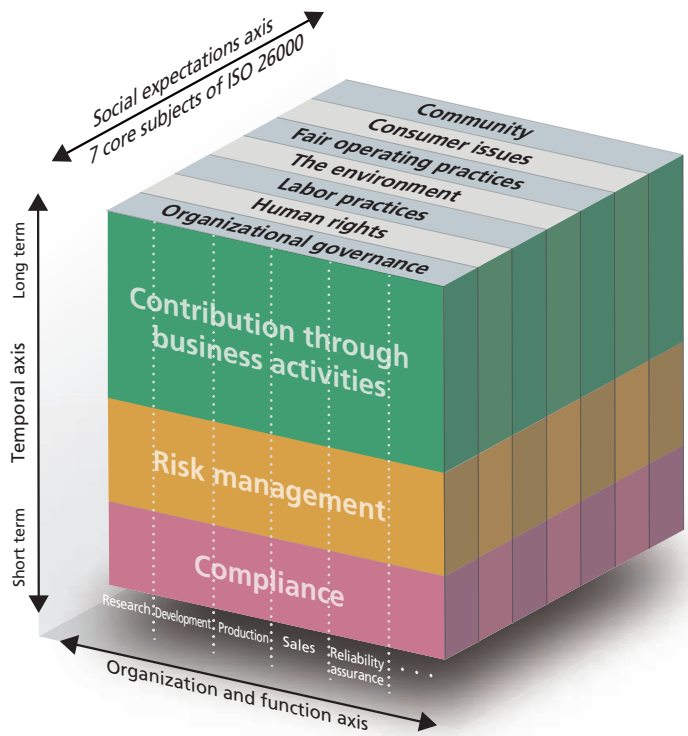 Social expectations axis
7 core subjects of ISO 26000
Community
Consumer issues
Fair operating practices
The environment
Labor practices
Human rights
Organizational governance
Long term
Temporal axis
Short term
Contribution through
business activities
Risk management
Compliance
Research
Development
Production
Sales
Reliability
assurance
· · ·
Organization and function axis